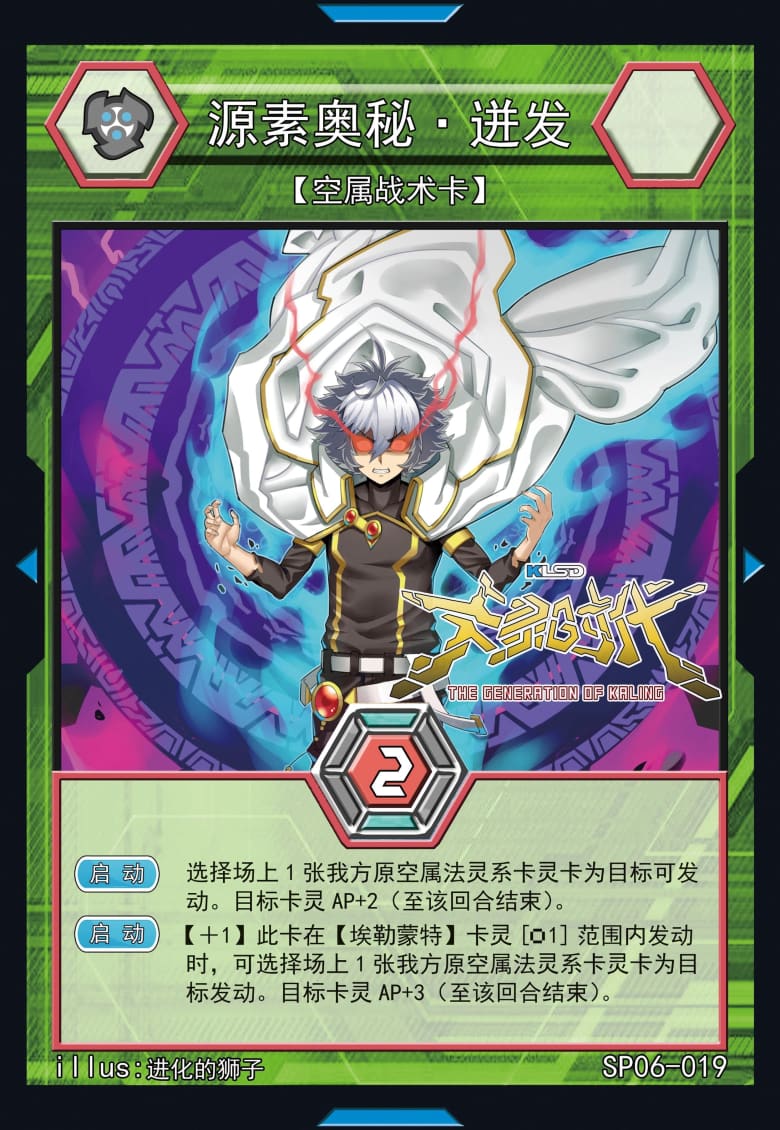 源素奥秘·迸发
【空属战术卡】
KLSD
卡灵时代
THE GENERATION OF KALING
2
启动 选择场上1张我方原空属法灵系卡灵卡为目标可发
动。目标卡灵AP+2（至该回合结束）。
启动 【＋1】此卡在【埃勒蒙特】卡灵[✪1]范围内发动
时，可选择场上1张我方原空属法灵系卡灵卡为目
标发动。目标卡灵AP+3（至该回合结束）。
illus:进化的狮子
SP06-019